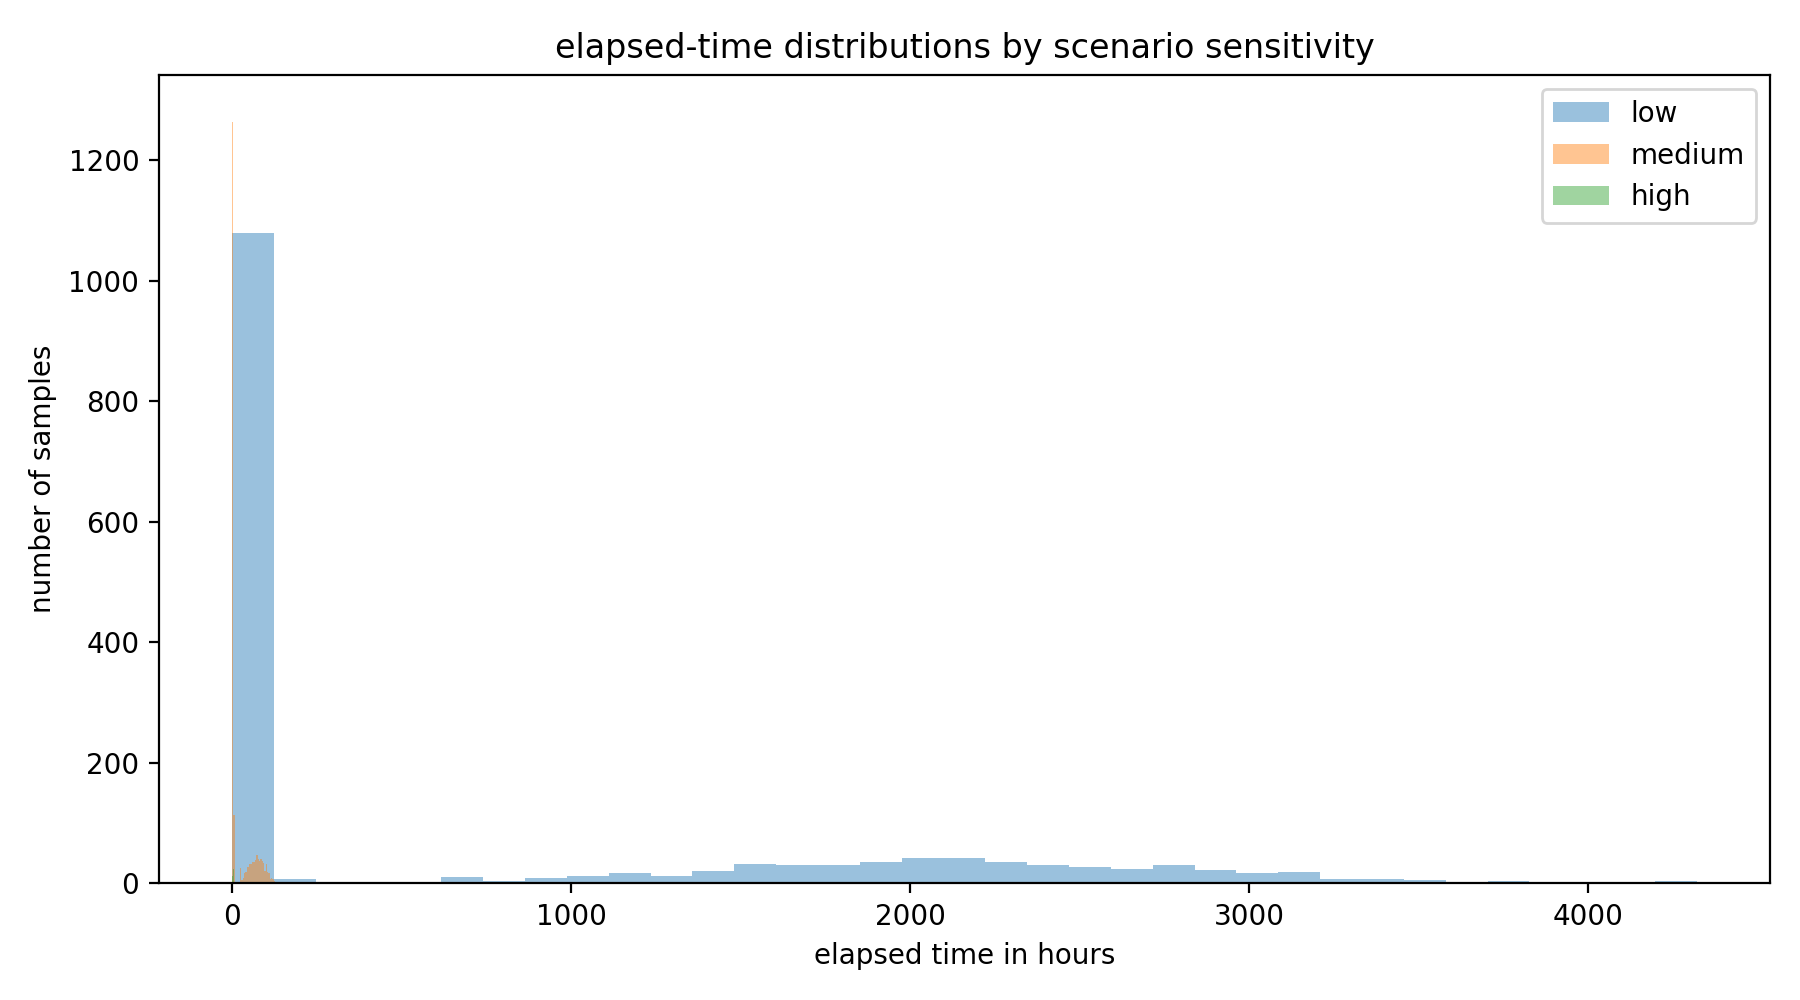 elapsed-time distributions by scenario sensitivity
low
medium
high
number of samples
1200
1000
800
600
400
200
0
0 1000 2000 3000 4000
elapsed time in hours